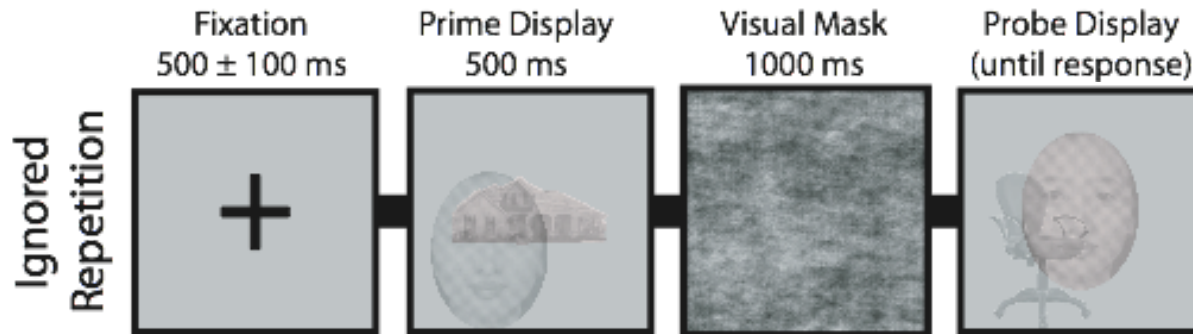 Fixation
500 ± 100 ms
Prime Display
500 ms
Visual Mask
1000 ms
Probe Display
(until response)
Ignored
Repetition